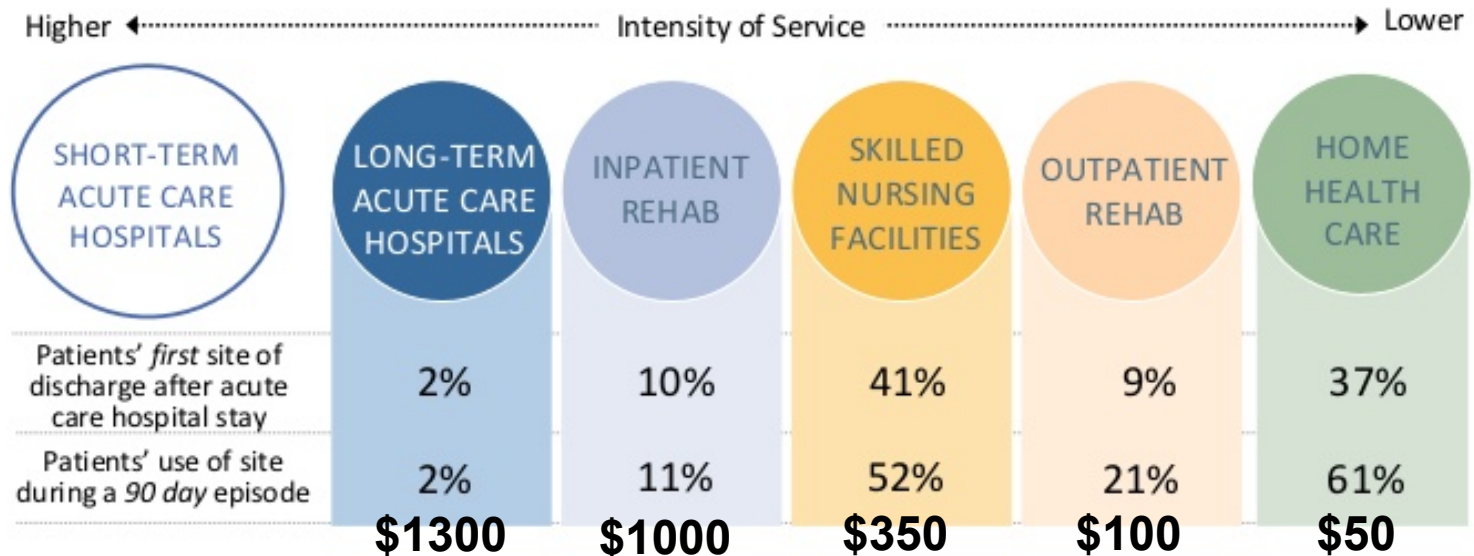 Higher Intensity of Service Lower
SHORT-TERM
ACUTE CARE
HOSPITALS
LONG-TERM
ACUTE CARE
HOSPITALS
INPATIENT
REHAB
SKILLED
NURSING
FACILITIES
OUTPATIENT
REHAB
HOME
HEALTH
CARE
Patients' first site of
discharge after acute
care hospital stay
2% 10% 41% 9% 37%
Patients' use of site
during a 90 day episode
2% 11% 52% 21% 61%
$1300 $1000 $350 $100 $50